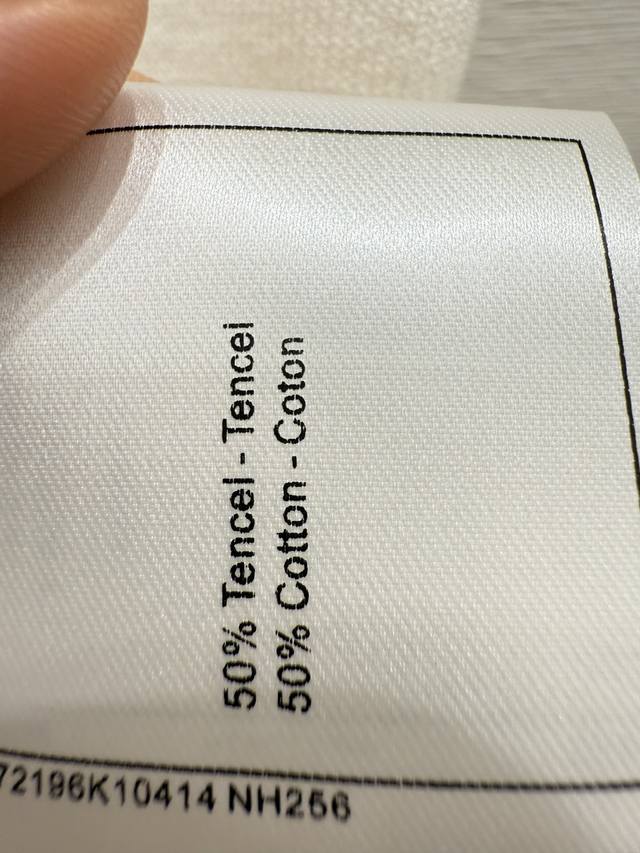 50% Tencel - Tencel
50% Cotton - Coton
72196K10414 NH256